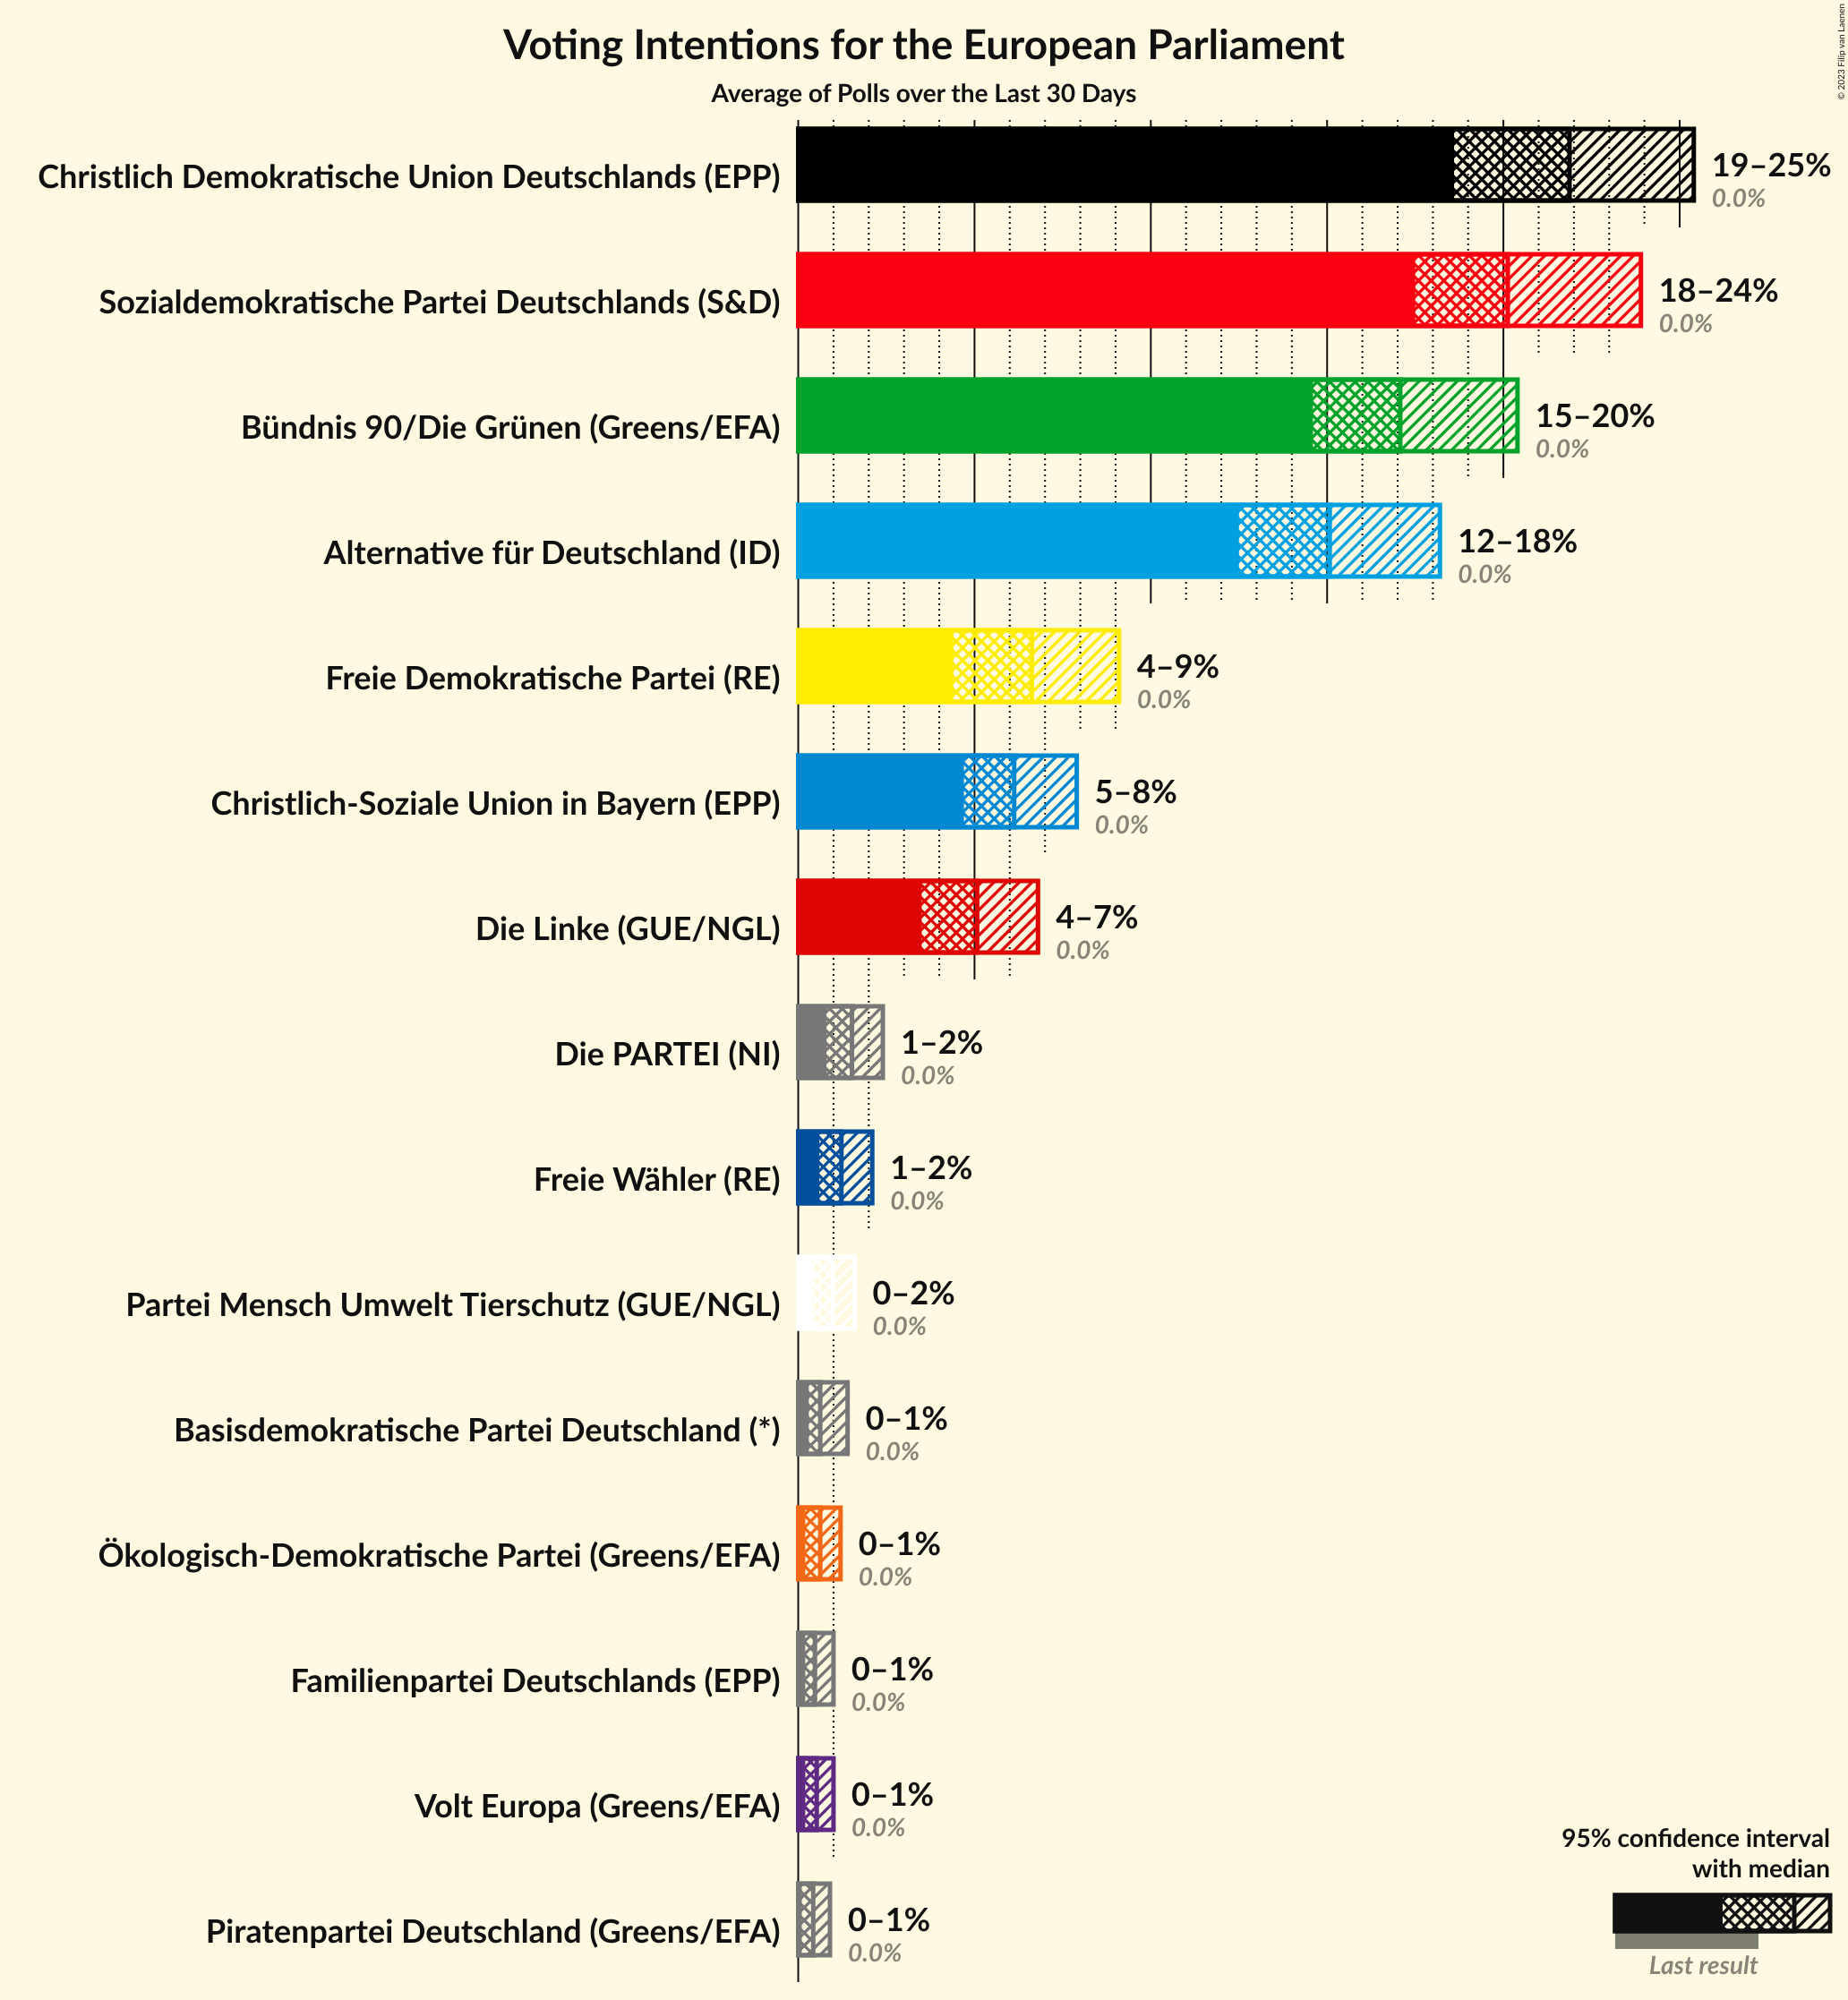 © 2023 Filip van Laenen
Voting Intentions for the European Parliament
Average of Polls over the Last 30 Days
Christlich Demokratische Union Deutschlands (EPP)
19–25%
0.0%
Sozialdemokratische Partei Deutschlands (S&D)
18–24%
0.0%
Bündnis 90/Die Grünen (Greens/EFA)
15–20%
0.0%
Alternative für Deutschland (ID)
12–18%
0.0%
Freie Demokratische Partei (RE)
4–9%
0.0%
Christlich-Soziale Union in Bayern (EPP)
5–8%
0.0%
Die Linke (GUE/NGL)
4–7%
0.0%
Die PARTEI (NI)
1–2%
0.0%
Freie Wähler (RE)
1–2%
0.0%
Partei Mensch Umwelt Tierschutz (GUE/NGL)
0–2%
0.0%
Basisdemokratische Partei Deutschland (*)
0–1%
0.0%
Ökologisch-Demokratische Partei (Greens/EFA)
0–1%
0.0%
Familienpartei Deutschlands (EPP)
0–1%
0.0%
Volt Europa (Greens/EFA)
0–1%
0.0%
Piratenpartei Deutschland (Greens/EFA)
0–1%
0.0%
95% confidence interval
with median
Last result